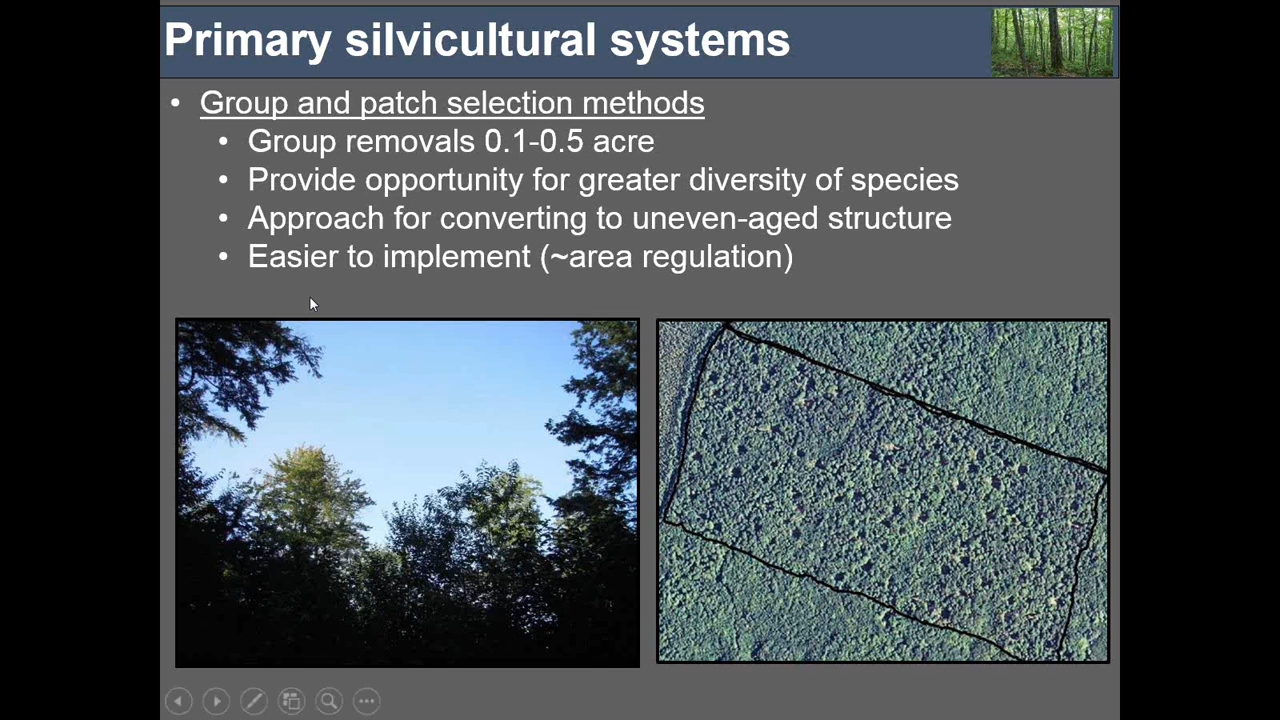 Primary silvicultural systems
• Group and patch selection methods
• Group removals 0.1-0.5 acre
• Provide opportunity for greater diversity of species
• Approach for converting to uneven-aged structure
• Easier to implement (~area regulation)